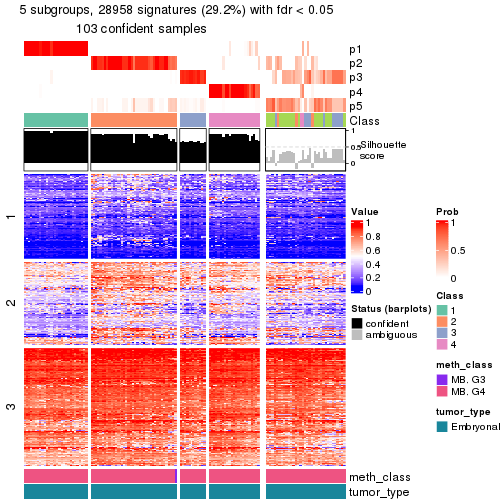 5 subgroups, 28958 signatures (29.2%) with fdr < 0.05
103 confident samples
p1
p2
p3
p4
p5
Class
1
0.5
0
Silhouette
score
1
2
3
meth_class
tumor_type
Value
1
0.8
0.6
0.4
0.2
0
Status (barplots)
confident
ambiguous
Prob
1
0.5
0
Class
1
2
3
4
meth_class
MB. G3
MB. G4
tumor_type
Embryonal